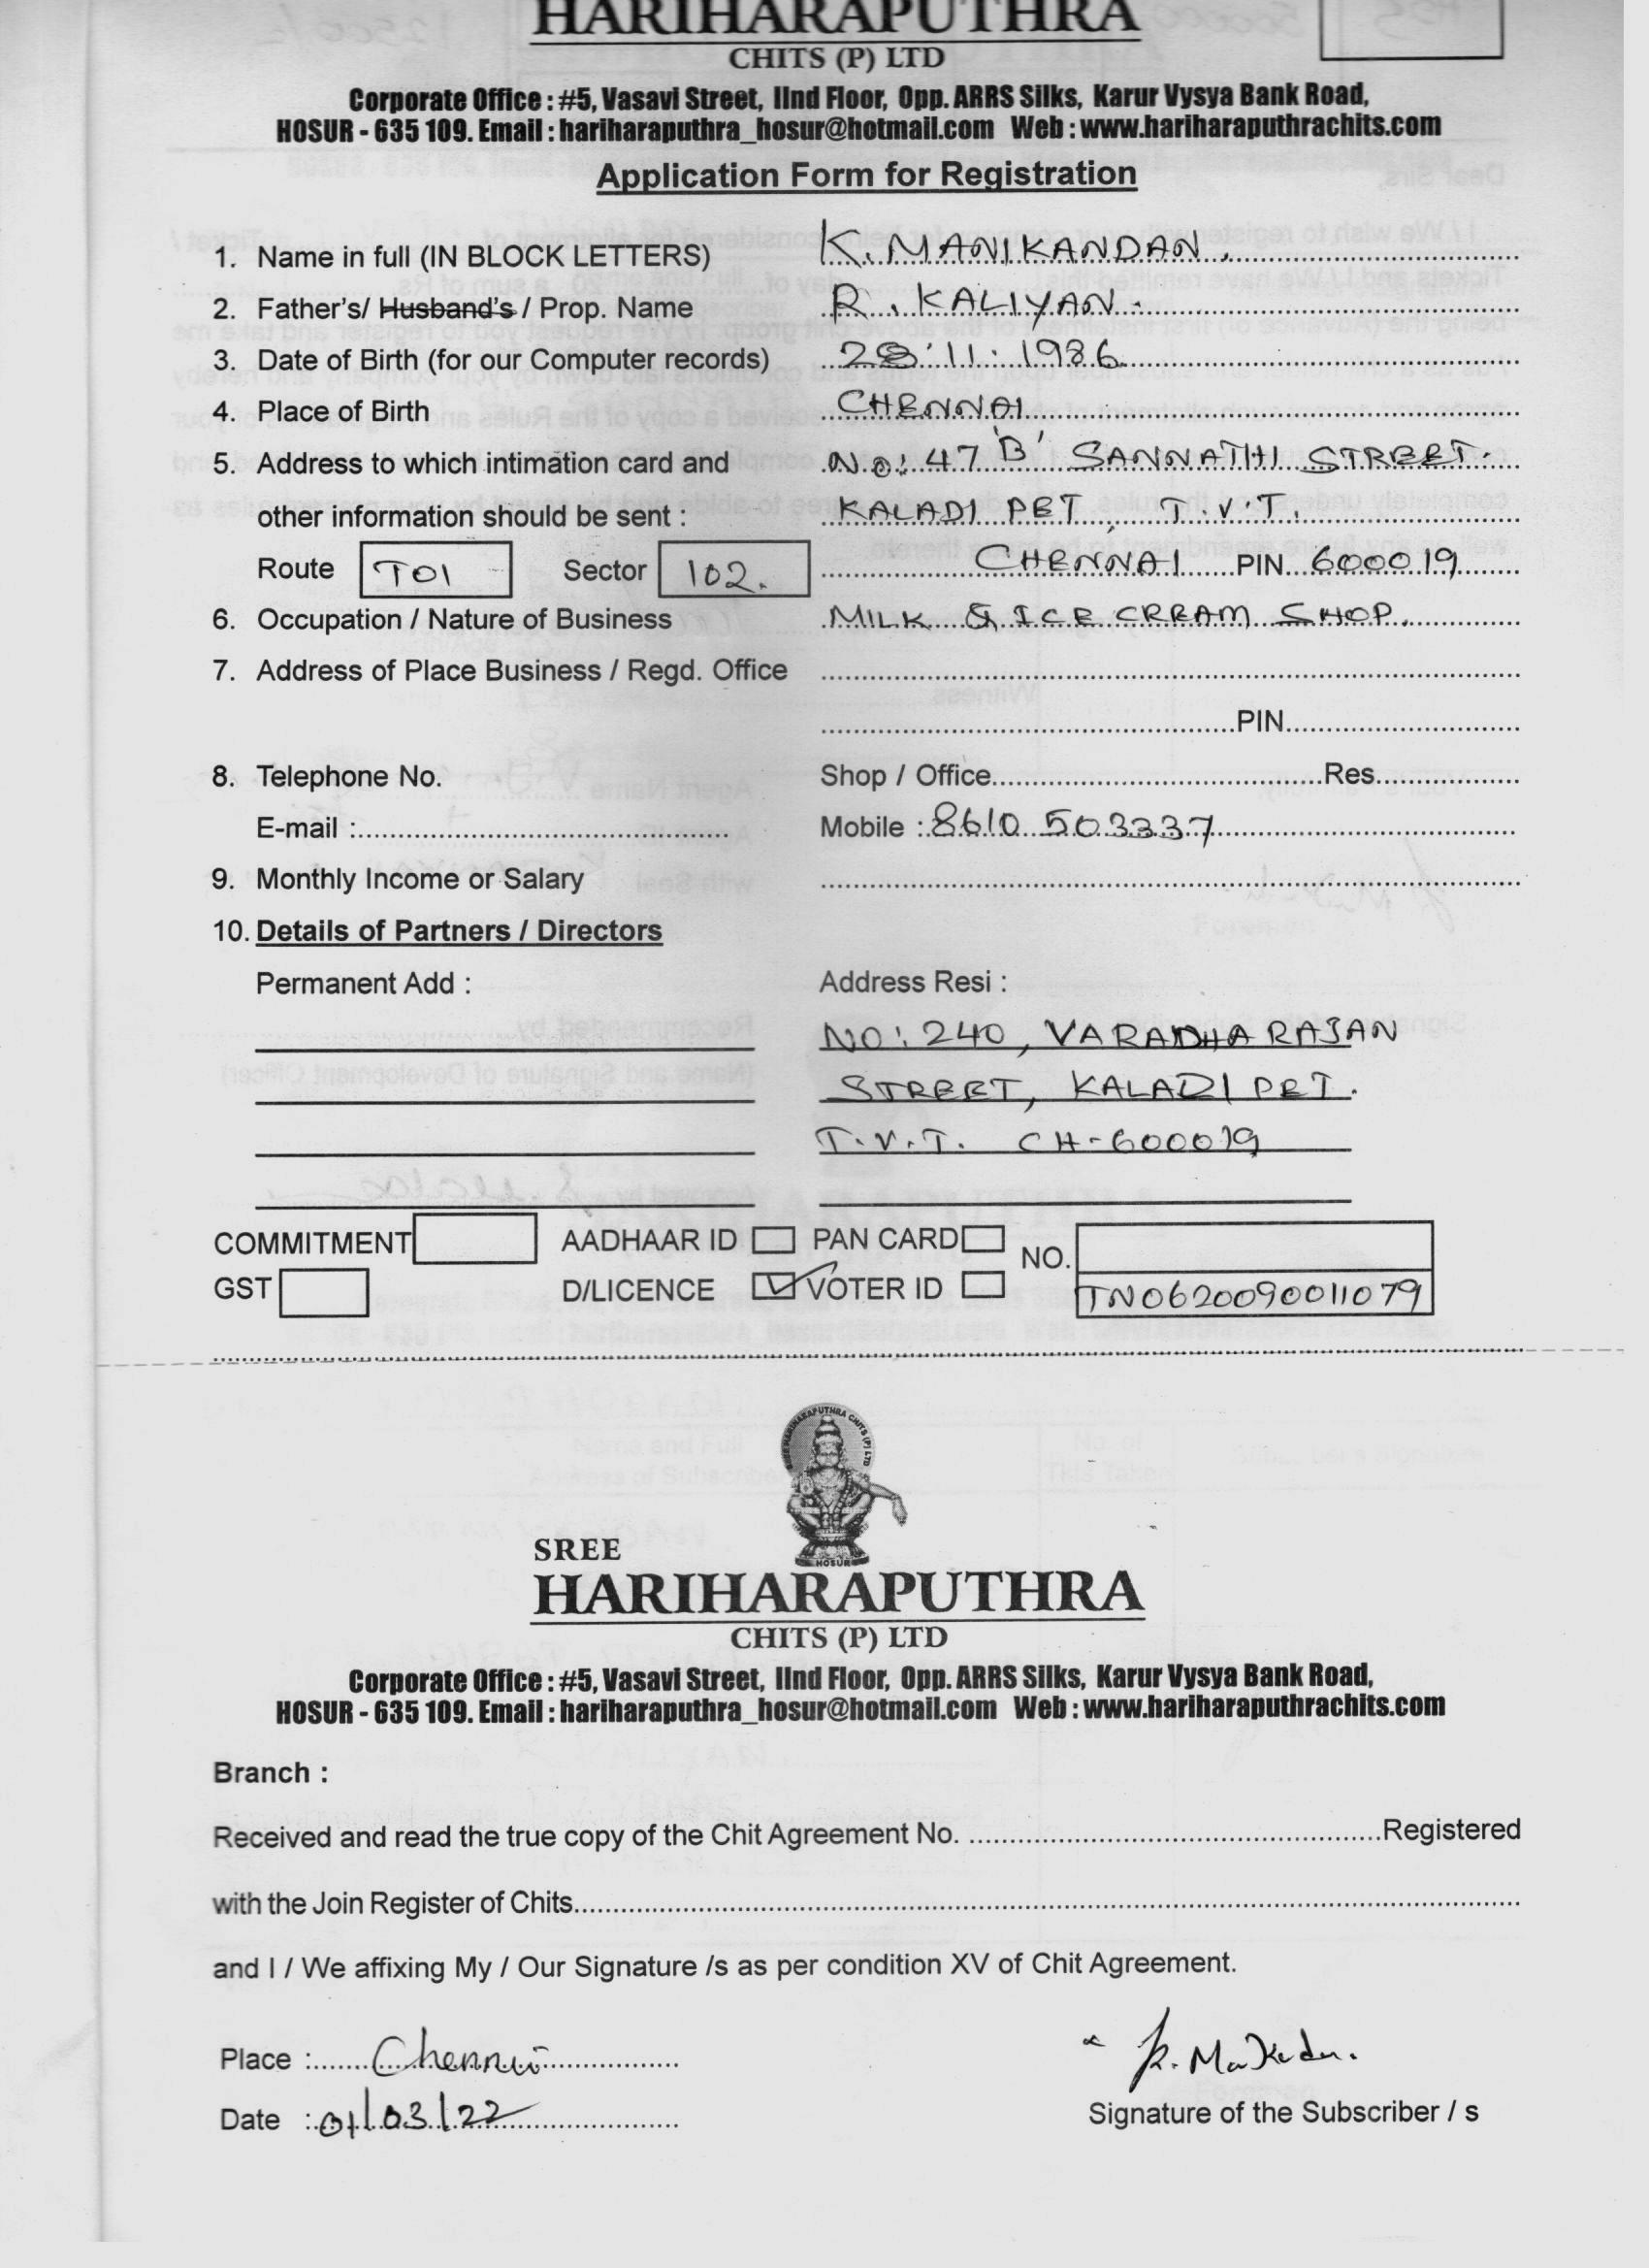 HARIHARAPUTHRA
CHITS (P) LTD
Corporate Office : #5, Vasavi Street, IInd Floor, Opp. ARRS Silks, Karur Vysya Bank Road,
HOSUR - 635 109. Email : hariharaputhra_hosur@hotmail.com Web : www.hariharaputhrachits.com
Application Form for Registration
1. Name in full (IN BLOCK LETTERS) K. MANIKANDAN.
2. Father's/ Husband's / Prop. Name R. KALIYAN.
3. Date of Birth (for our Computer records) 28.11.1986
4. Place of Birth CHENNAI
5. Address to which intimation card and No: 47 'B' SANNATHI STREET.
other information should be sent : KALADI PET, T.V.T.
Route T01 Sector 102. CHENNAI PIN 600019
6. Occupation / Nature of Business MILK & ICE CREAM SHOP.
7. Address of Place Business / Regd. Office
PIN
8. Telephone No. Shop / Office Res
E-mail : Mobile : 8610 503337
9. Monthly Income or Salary
10. Details of Partners / Directors
Permanent Add : Address Resi :
NO: 240, VARADHARAJAN
STREET, KALADI PET.
T.V.T. CH-600019
COMMITMENT AADHAAR ID PAN CARD NO.
GST D/LICENCE VOTER ID TN0620090011079
SREE
HARIHARAPUTHRA
CHITS (P) LTD
Corporate Office : #5, Vasavi Street, IInd Floor, Opp. ARRS Silks, Karur Vysya Bank Road,
HOSUR - 635 109. Email : hariharaputhra_hosur@hotmail.com Web : www.hariharaputhrachits.com
Branch :
Received and read the true copy of the Chit Agreement No. Registered
with the Join Register of Chits
and I / We affixing My / Our Signature /s as per condition XV of Chit Agreement.
Place : Chennai
Date : 01/03/22 Signature of the Subscriber / s